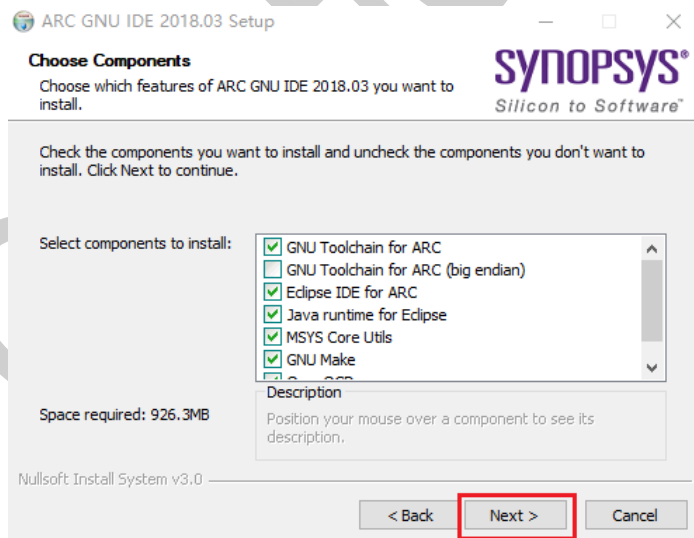 ARC GNU IDE 2018.03 Setup
Choose Components
Choose which features of ARC GNU IDE 2018.03 you want to
install.
SYNOPSYS®
Silicon to Software™
Check the components you want to install and uncheck the components you don't want to
install. Click Next to continue.
Select components to install:
GNU Toolchain for ARC
GNU Toolchain for ARC (big endian)
Eclipse IDE for ARC
Java runtime for Eclipse
MSYS Core Utils
GNU Make
Space required: 926.3MB
Description
Position your mouse over a component to see its
description.
Nullsoft Install System v3.0
< Back
Next >
Cancel